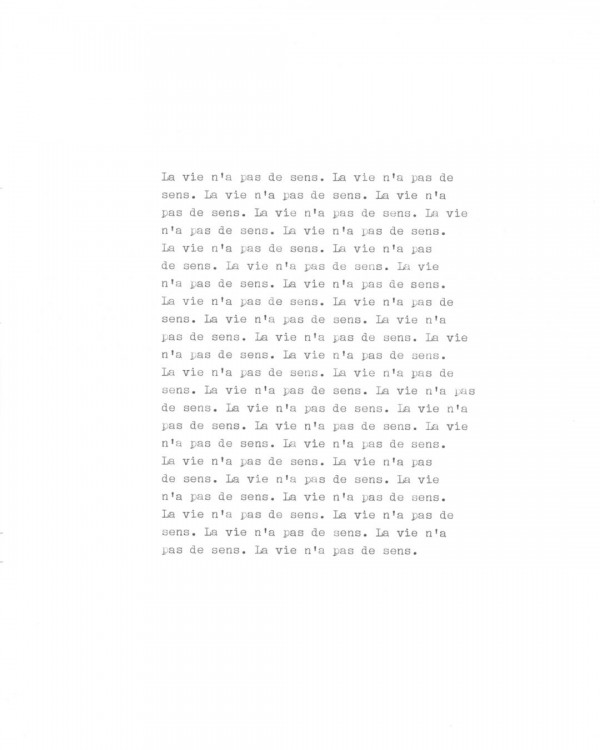 La vie n'a pas de sens. La vie n'a pas de
sens. La vie n'a pas de sens. La vie n'a
pas de sens. La vie n'a pas de sens. La vie
n'a pas de sens. La vie n'a pas de sens.
La vie n'a pas de sens. La vie n'a pas
de sens. La vie n'a pas de sens. La vie
n'a pas de sens. La vie n'a pas de sens.
La vie n'a pas de sens. La vie n'a pas de
sens. La vie n'a pas de sens. La vie n'a
pas de sens. La vie n'a pas de sens. La vie
n'a pas de sens. La vie n'a pas de sens.
La vie n'a pas de sens. La vie n'a pas de
sens. La vie n'a pas de sens. La vie n'a pas
de sens. La vie n'a pas de sens. La vie n'a
pas de sens. La vie n'a pas de sens. La vie
n'a pas de sens. La vie n'a pas de sens.
La vie n'a pas de sens. La vie n'a pas
de sens. La vie n'a pas de sens. La vie
n'a pas de sens. La vie n'a pas de sens.
La vie n'a pas de sens. La vie n'a pas de
sens. La vie n'a pas de sens. La vie n'a
pas de sens. La vie n'a pas de sens.